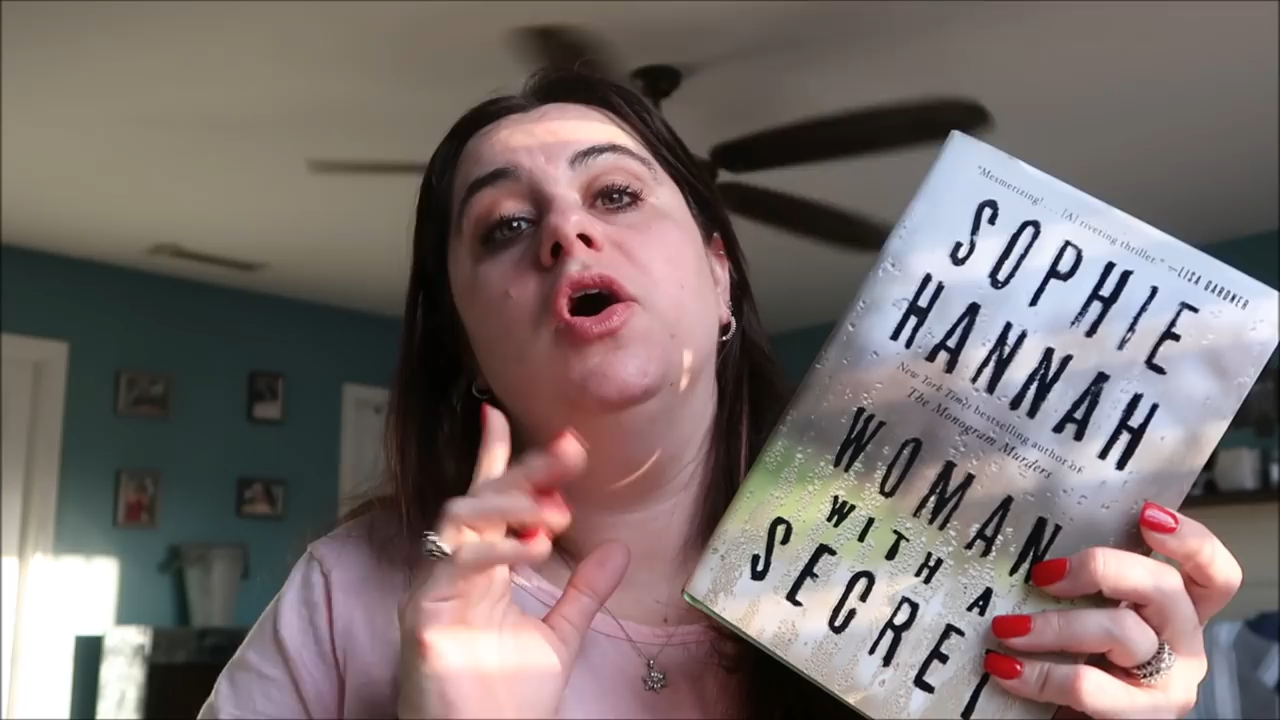 "Mesmerizing! . . . [A] riveting thriller." —LISA GARDNER
SOPHIE
HANNAH
New York Times bestselling author of
The Monogram Murders
WOMAN
WITH A
SECRET